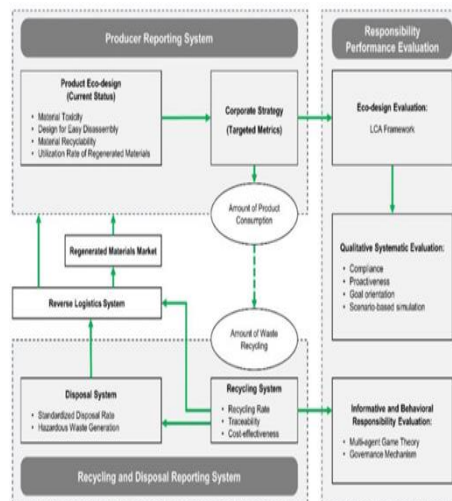 Producer Reporting System
Responsibility
Performance Evaluation
Product Eco-design
(Current Status)
• Material Toxicity
• Design for Easy Disassembly
• Material Recyclability
• Utilization Rate of Regenerated Materials
Corporate Strategy
(Targeted Metrics)
Eco-design Evaluation:
LCA Framework
Amount of Product
Consumption
Qualitative Systematic Evaluation:
• Compliance
• Proactiveness
• Goal orientation
• Scenario-based simulation
Regenerated Materials Market
Reverse Logistics System
Amount of Waste
Recycling
Disposal System
• Standardized Disposal Rate
• Hazardous Waste Generation
Recycling System
• Recycling Rate
• Traceability
• Cost-effectiveness
Informative and Behavioral
Responsibility Evaluation:
• Multi-agent Game Theory
• Governance Mechanism
Recycling and Disposal Reporting System